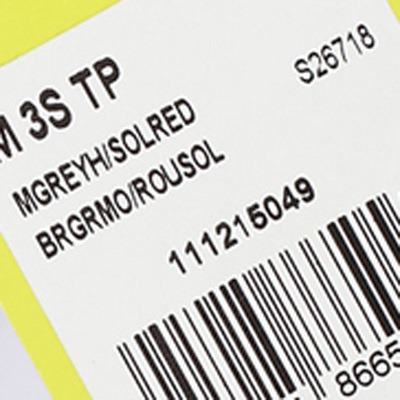 M 3S TP
S26718
MGREYH/SOLRED
BRGRMO/ROUSOL
111215049
8665